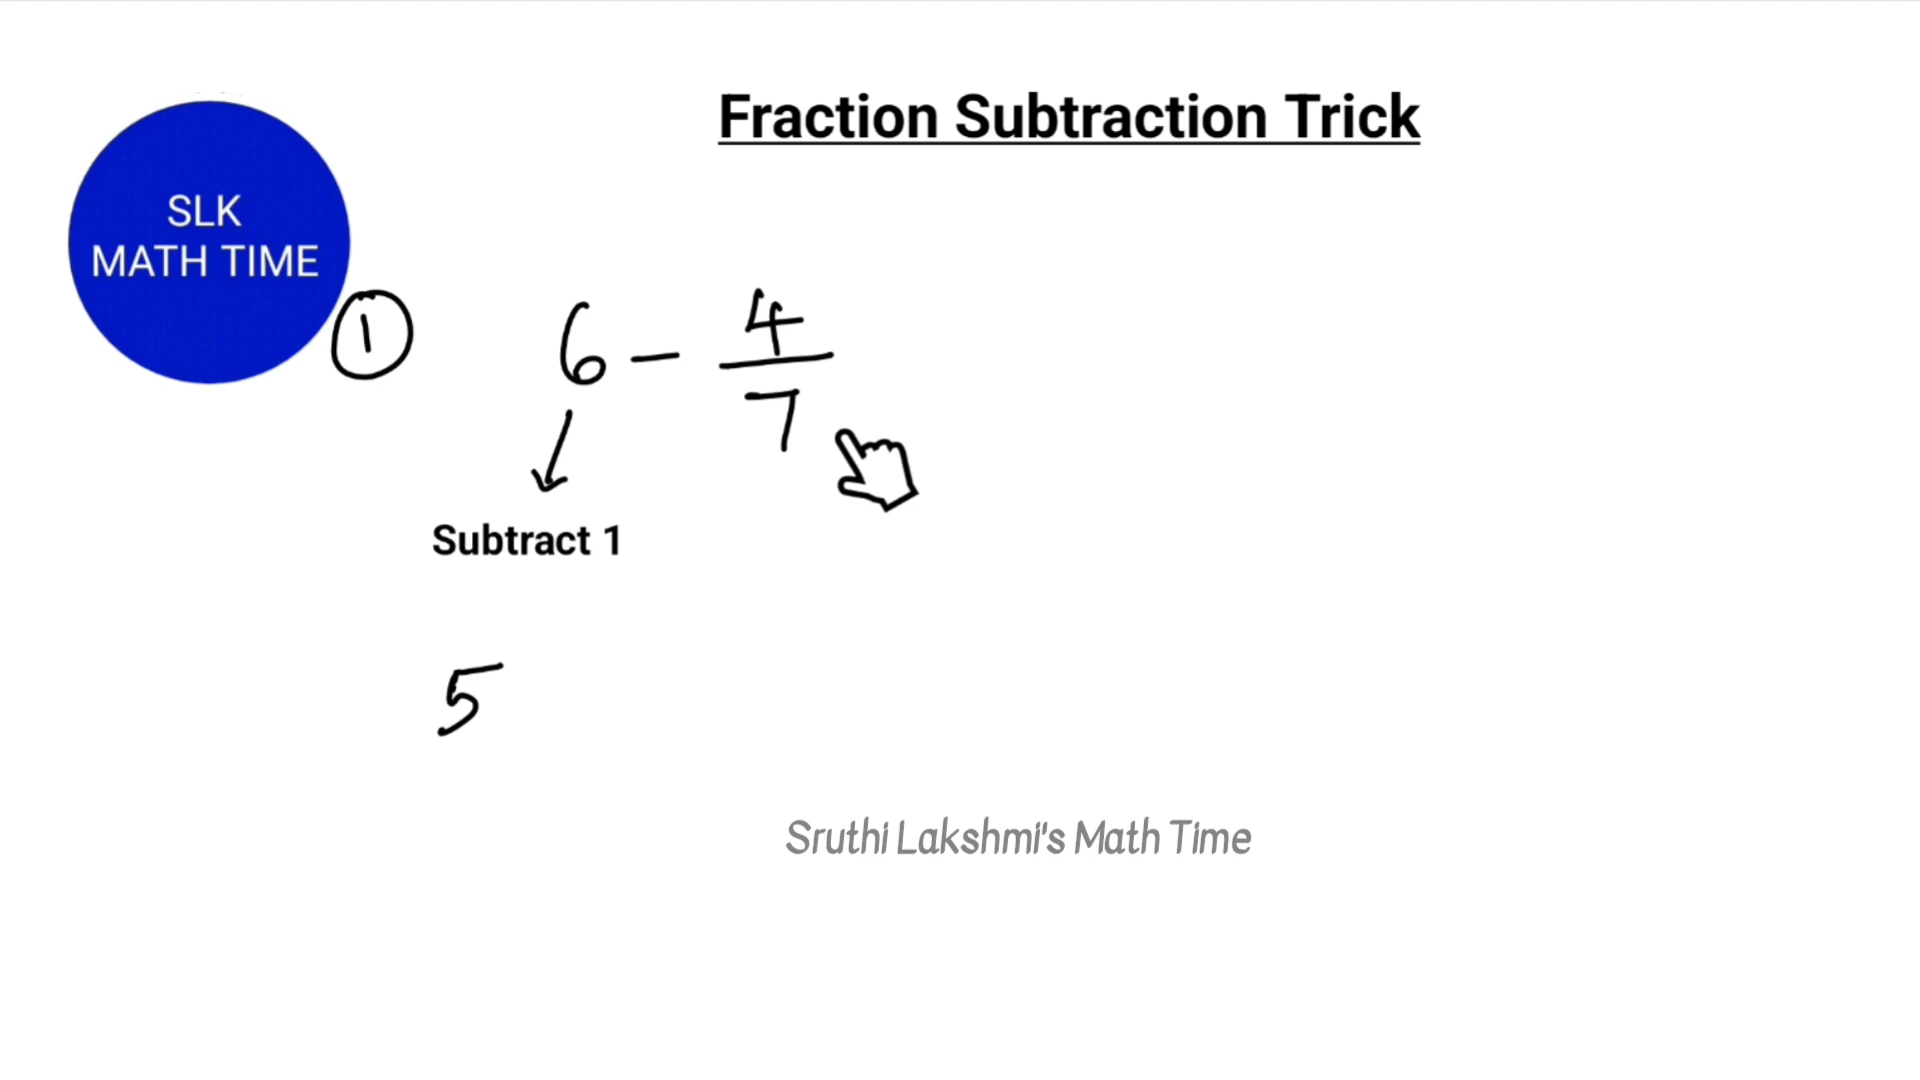 Fraction Subtraction Trick
SLK
MATH TIME
① 6 - 4/7
Subtract 1
5
Sruthi Lakshmi's Math Time